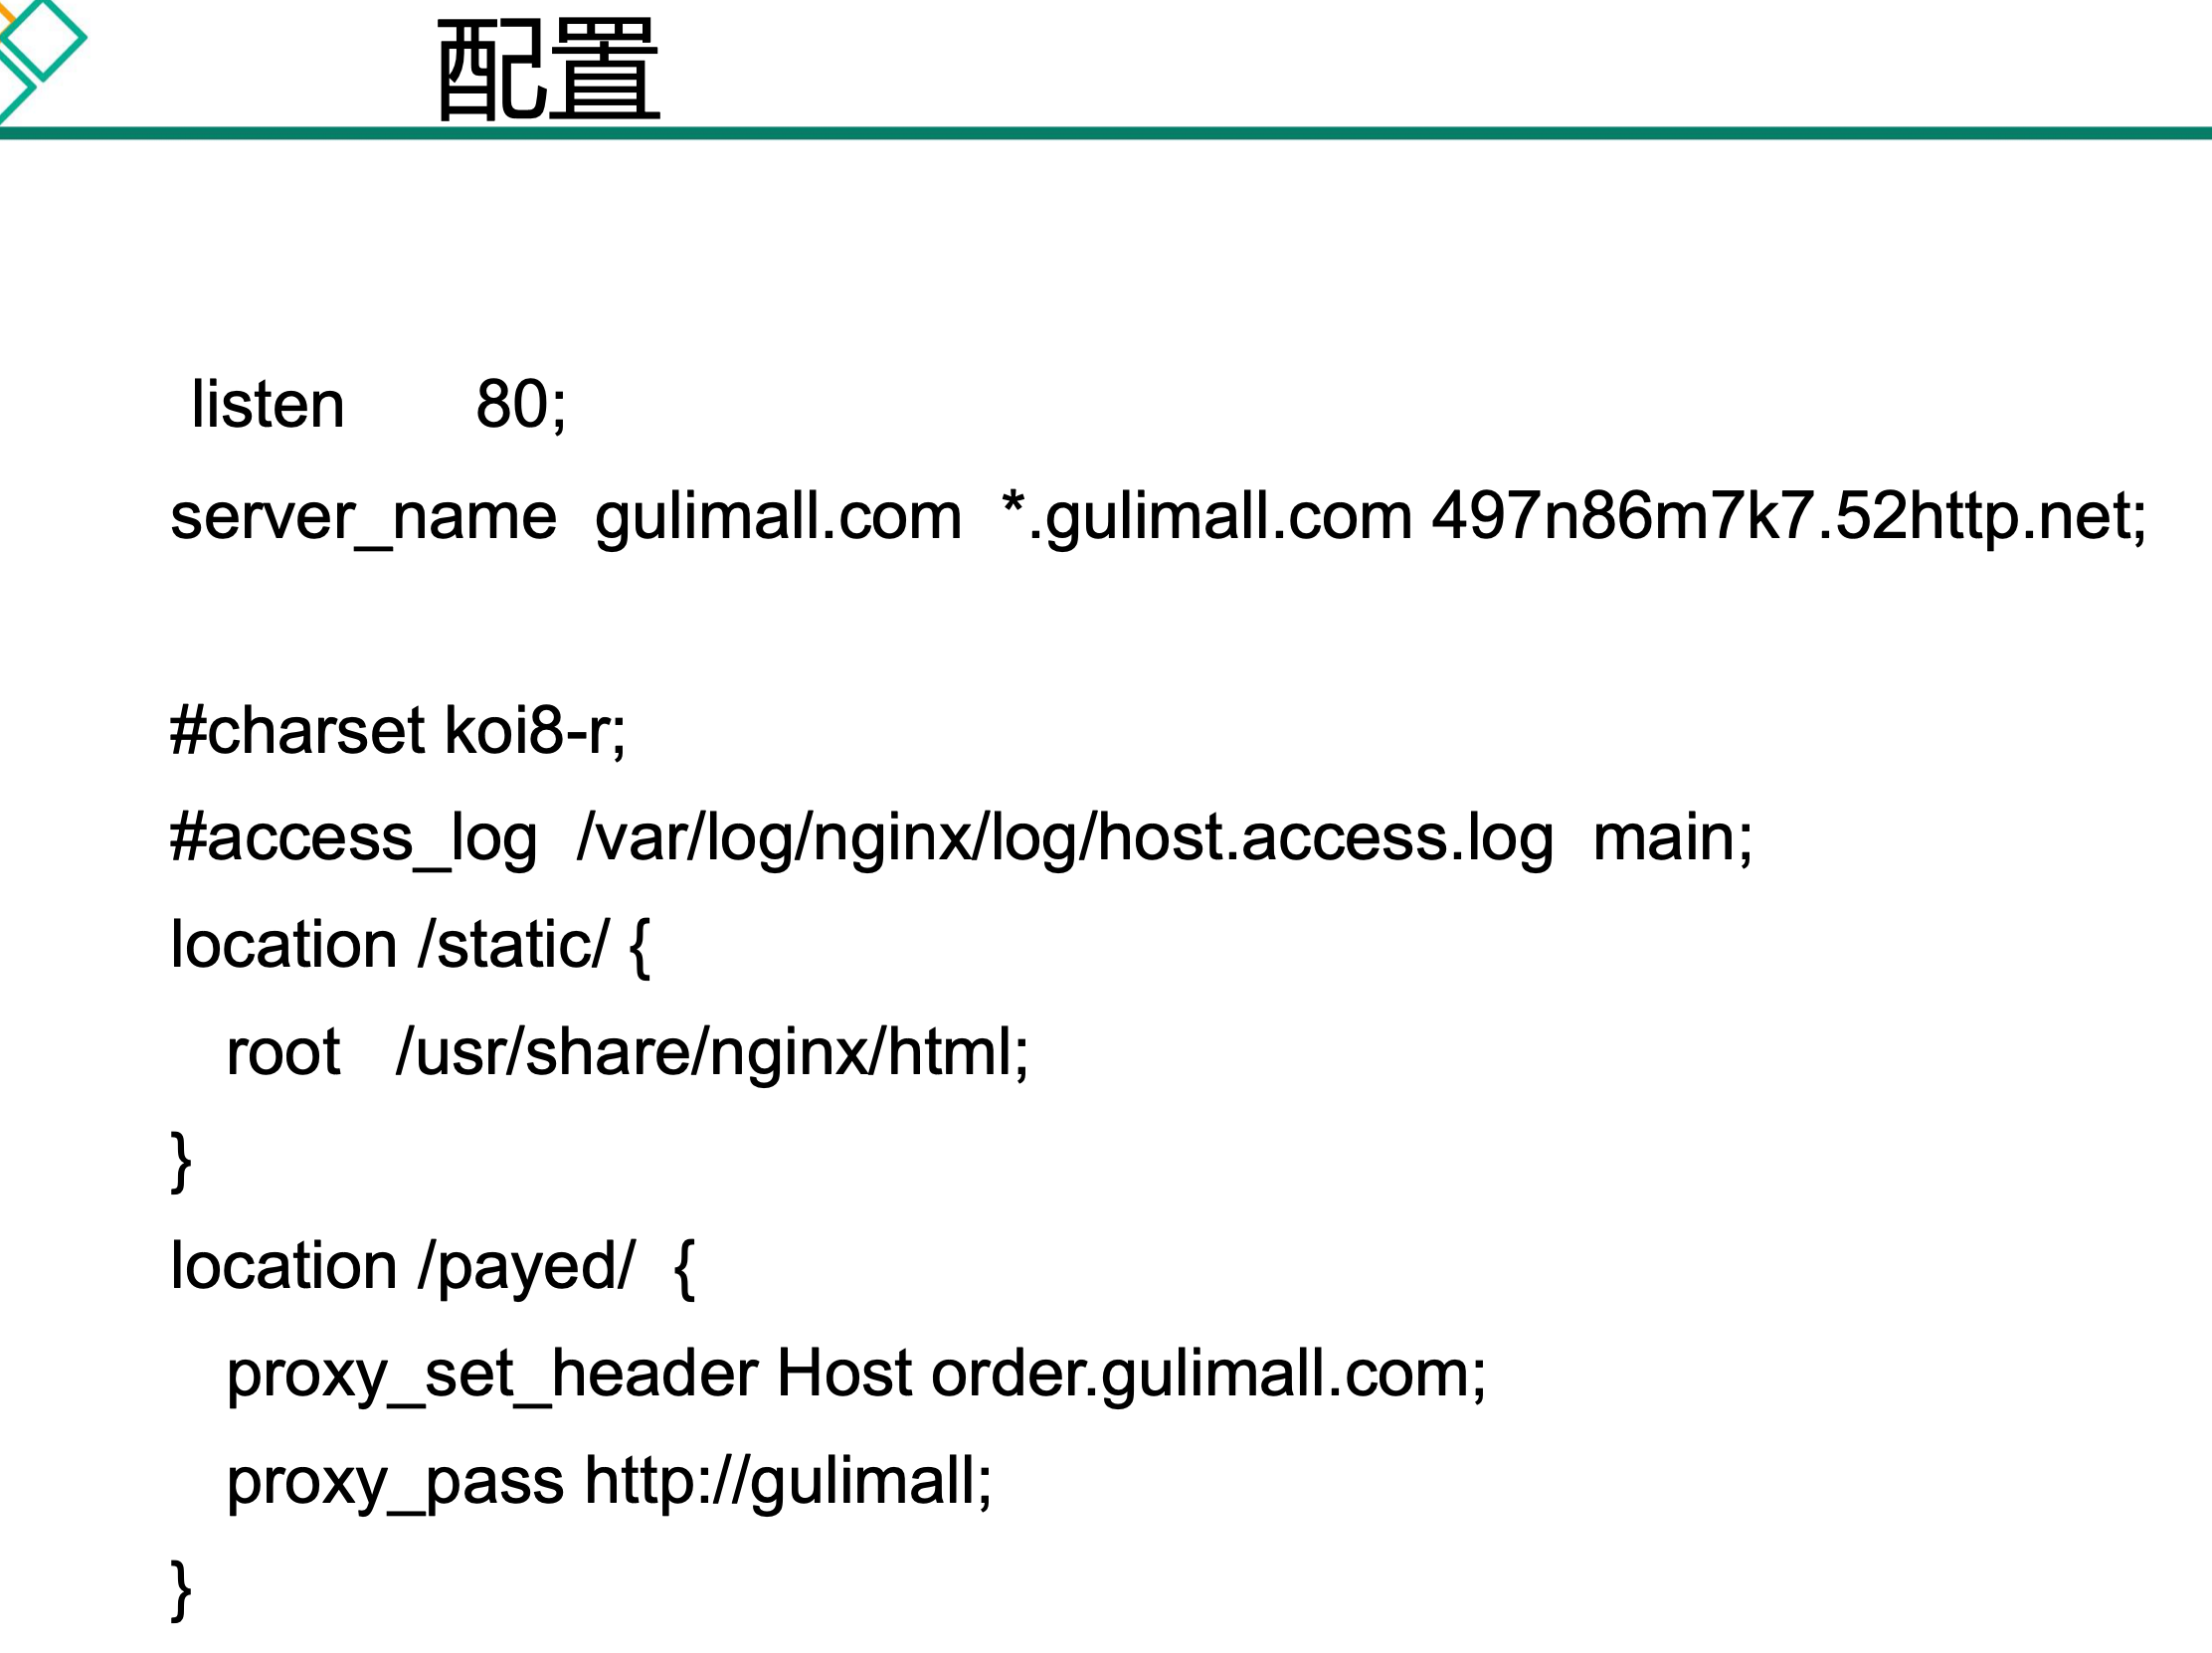 配置
listen       80;
server_name  gulimall.com  *.gulimall.com 497n86m7k7.52http.net;
#charset koi8-r;
#access_log  /var/log/nginx/log/host.access.log  main;
location /static/ {
   root   /usr/share/nginx/html;
}
location /payed/  {
   proxy_set_header Host order.gulimall.com;
   proxy_pass http://gulimall;
}